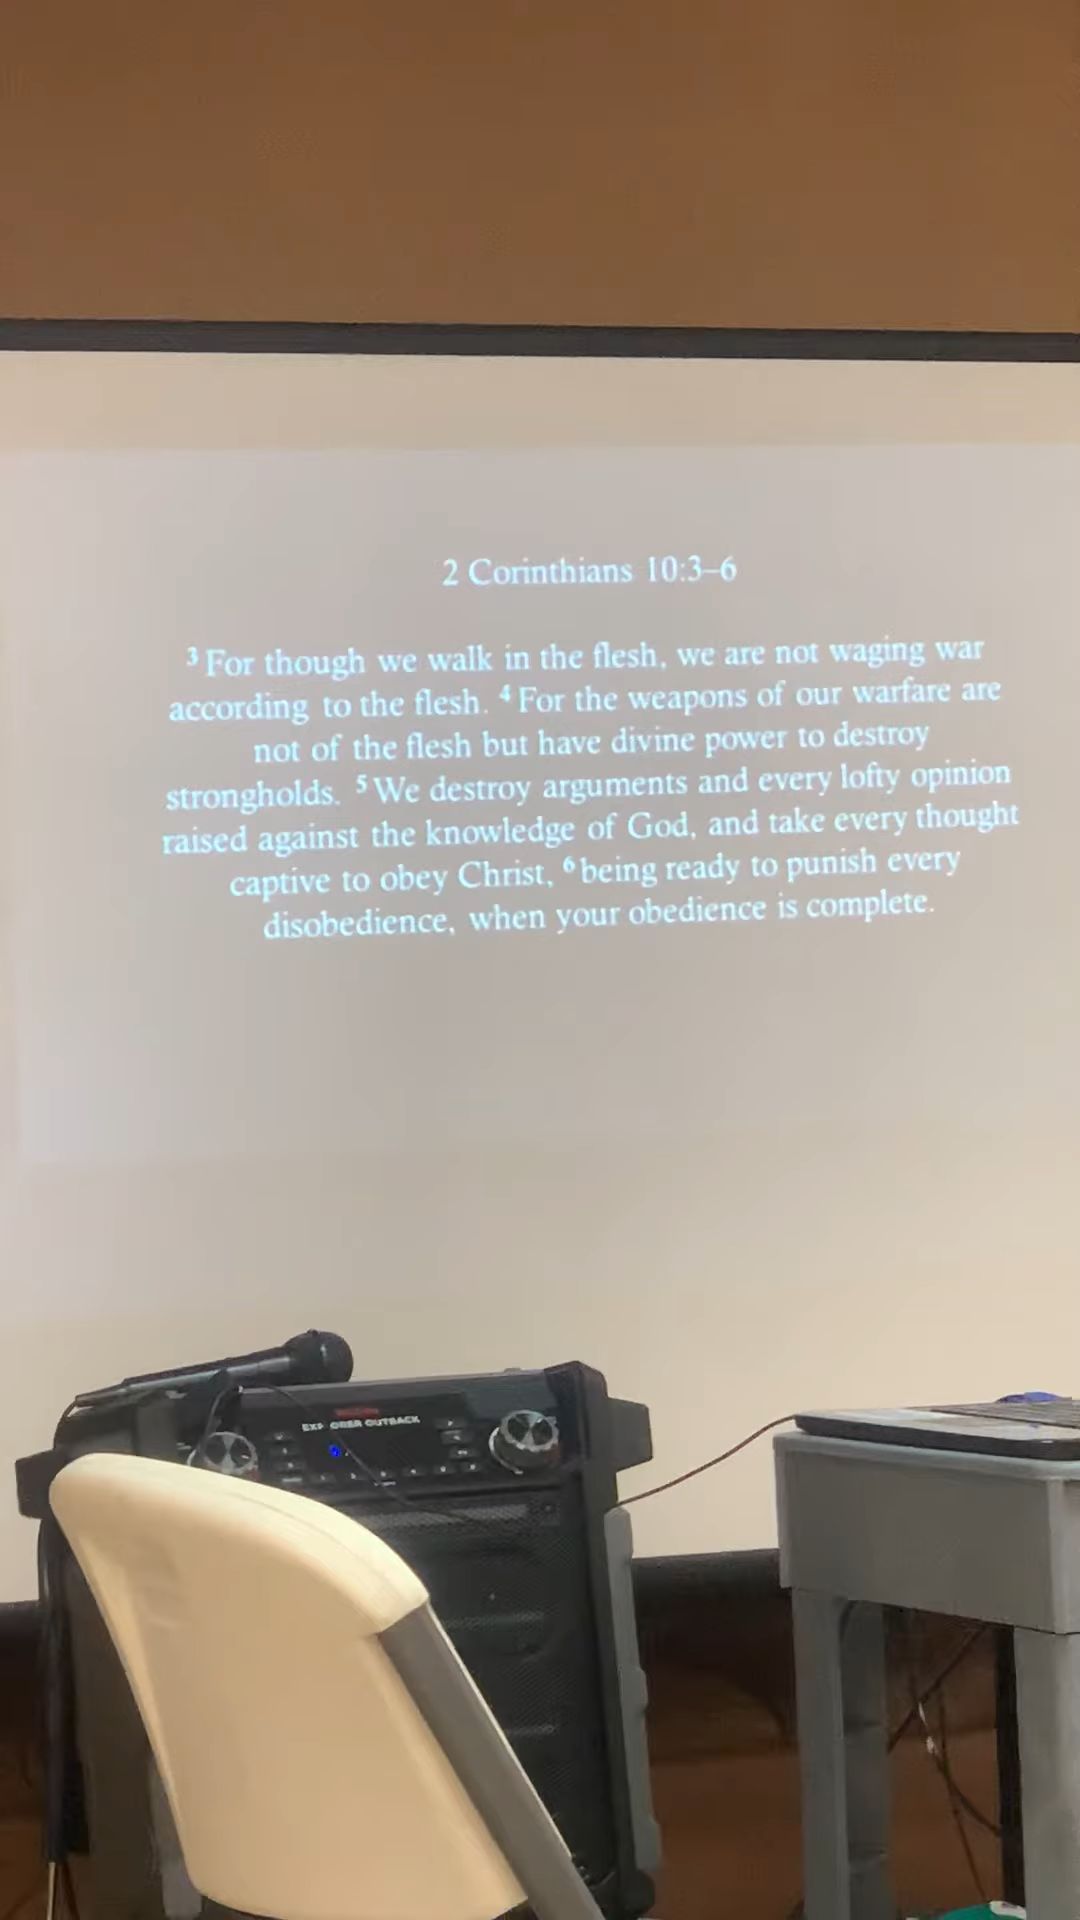 2 Corinthians 10:3–6
³ For though we walk in the flesh, we are not waging war
according to the flesh. ⁴ For the weapons of our warfare are
not of the flesh but have divine power to destroy
strongholds. ⁵ We destroy arguments and every lofty opinion
raised against the knowledge of God, and take every thought
captive to obey Christ, ⁶ being ready to punish every
disobedience, when your obedience is complete.
OUTBACK